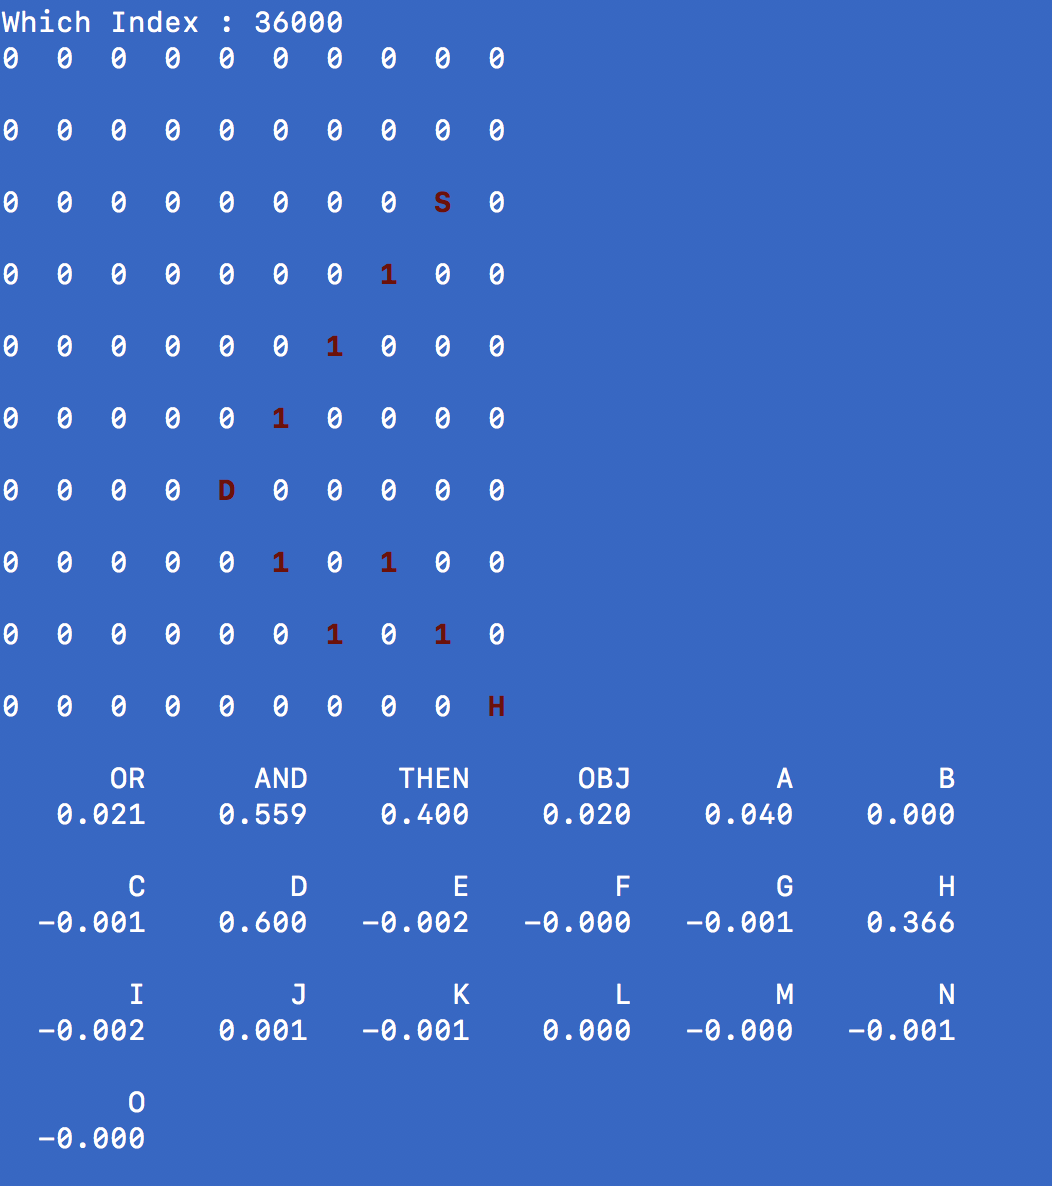 Which Index : 36000
0 0 0 0 0 0 0 0 0 0
0 0 0 0 0 0 0 0 0 0
0 0 0 0 0 0 0 0 S 0
0 0 0 0 0 0 0 1 0 0
0 0 0 0 0 0 1 0 0 0
0 0 0 0 0 1 0 0 0 0
0 0 0 0 D 0 0 0 0 0
0 0 0 0 0 1 0 1 0 0
0 0 0 0 0 0 1 0 1 0
0 0 0 0 0 0 0 0 0 H
OR AND THEN OBJ A B
0.021 0.559 0.400 0.020 0.040 0.000
C D E F G H
-0.001 0.600 -0.002 -0.000 -0.001 0.366
I J K L M N
-0.002 0.001 -0.001 0.000 -0.000 -0.001
O
-0.000